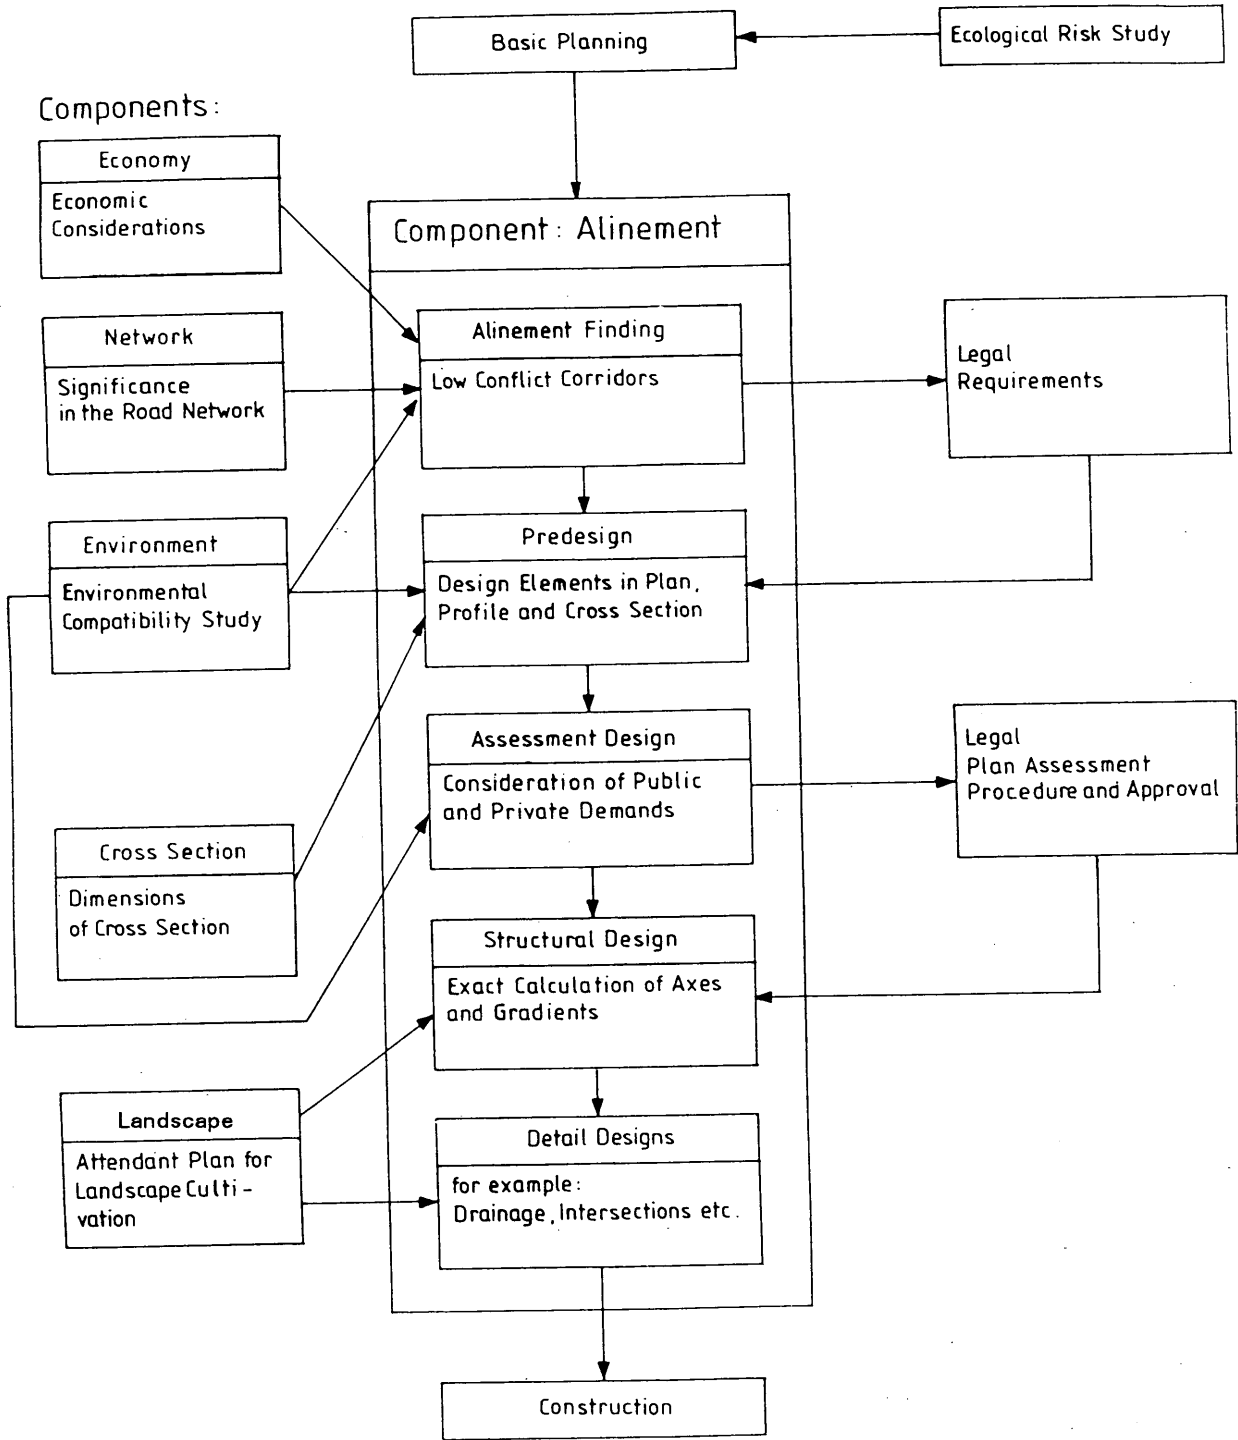 Basic Planning
Ecological Risk Study
Components:
Economy
Economic
Considerations
Component: Alinement
Network
Significance
in the Road Network
Alinement Finding
Low Conflict Corridors
Legal
Requirements
Environment
Environmental
Compatibility Study
Predesign
Design Elements in Plan,
Profile and Cross Section
Assessment Design
Consideration of Public
and Private Demands
Legal
Plan Assessment
Procedure and Approval
Cross Section
Dimensions
of Cross Section
Structural Design
Exact Calculation of Axes
and Gradients
Landscape
Attendant Plan for
Landscape Culti-
vation
Detail Designs
for example:
Drainage, Intersections etc.
Construction